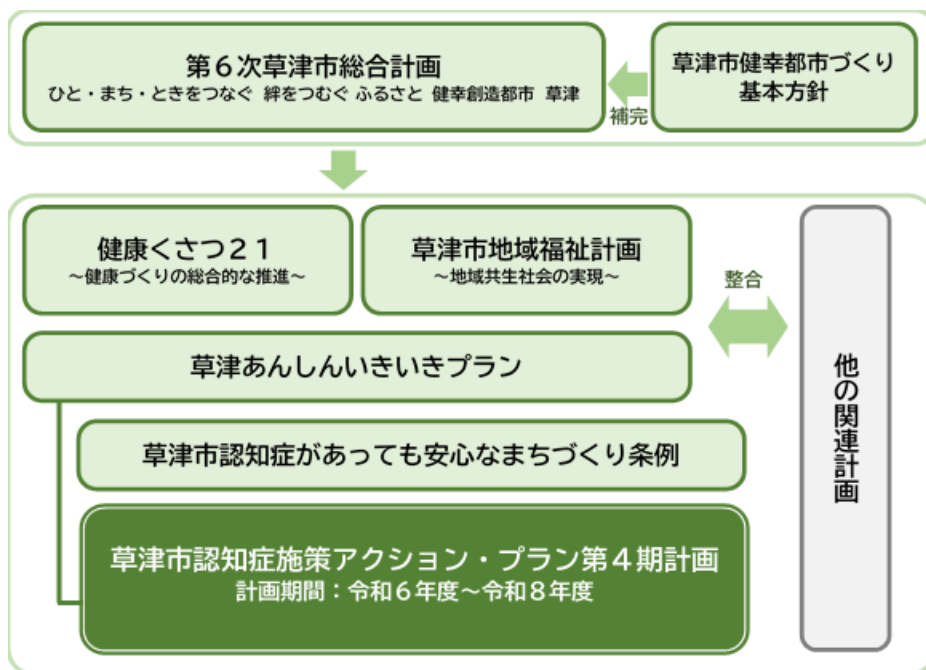 第６次草津市総合計画
ひと・まち・ときをつなぐ 絆をつむぐ ふるさと 健幸創造都市 草津
草津市健幸都市づくり
基本方針
補完
健康くさつ２１
～健康づくりの総合的な推進～
草津市地域福祉計画
～地域共生社会の実現～
整合
他の関連計画
草津あんしんいきいきプラン
草津市認知症があっても安心なまちづくり条例
草津市認知症施策アクション・プラン第４期計画
計画期間：令和６年度～令和８年度